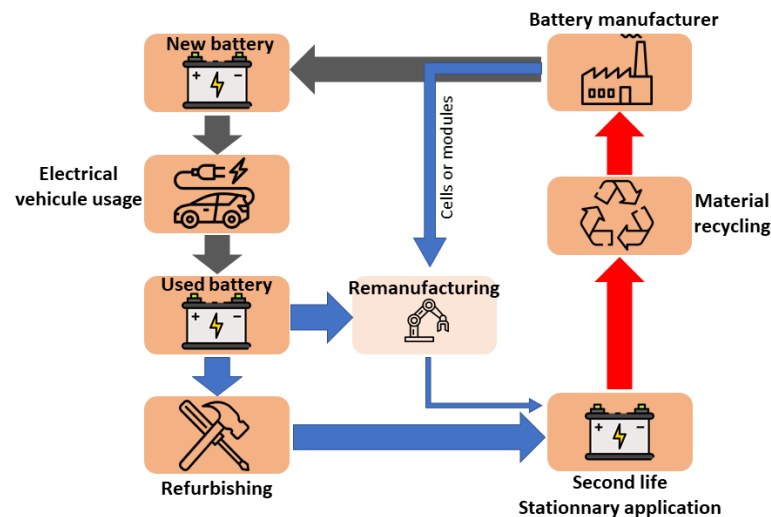 Battery manufacturer
New battery
+ −
Cells or modules
Electrical
vehicule usage
Material
recycling
Used battery
+ −
Remanufacturing
+ −
Refurbishing
Second life
Stationnary application